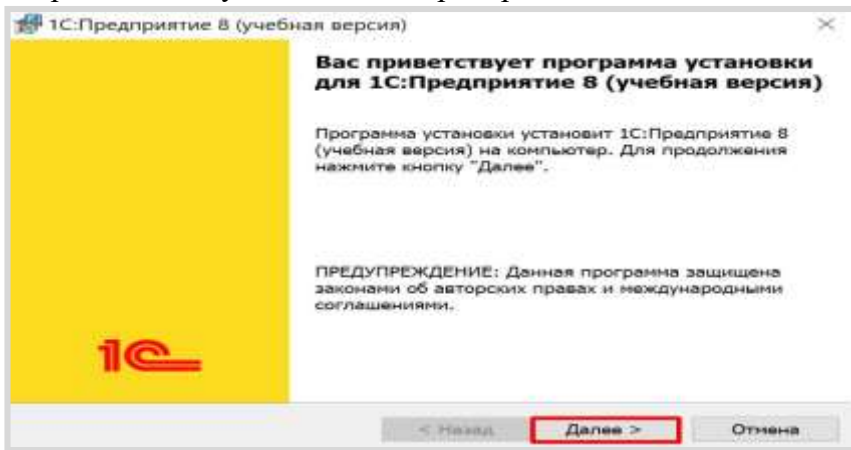 1С:Предприятие 8 (учебная версия)
Вас приветствует программа установки
для 1С:Предприятие 8 (учебная версия)
Программа установки установит 1С:Предприятие 8
(учебная версия) на компьютер. Для продолжения
нажмите кнопку "Далее".
ПРЕДУПРЕЖДЕНИЕ: Данная программа защищена
законами об авторских правах и международными
соглашениями.
1С
< Назад
Далее >
Отмена